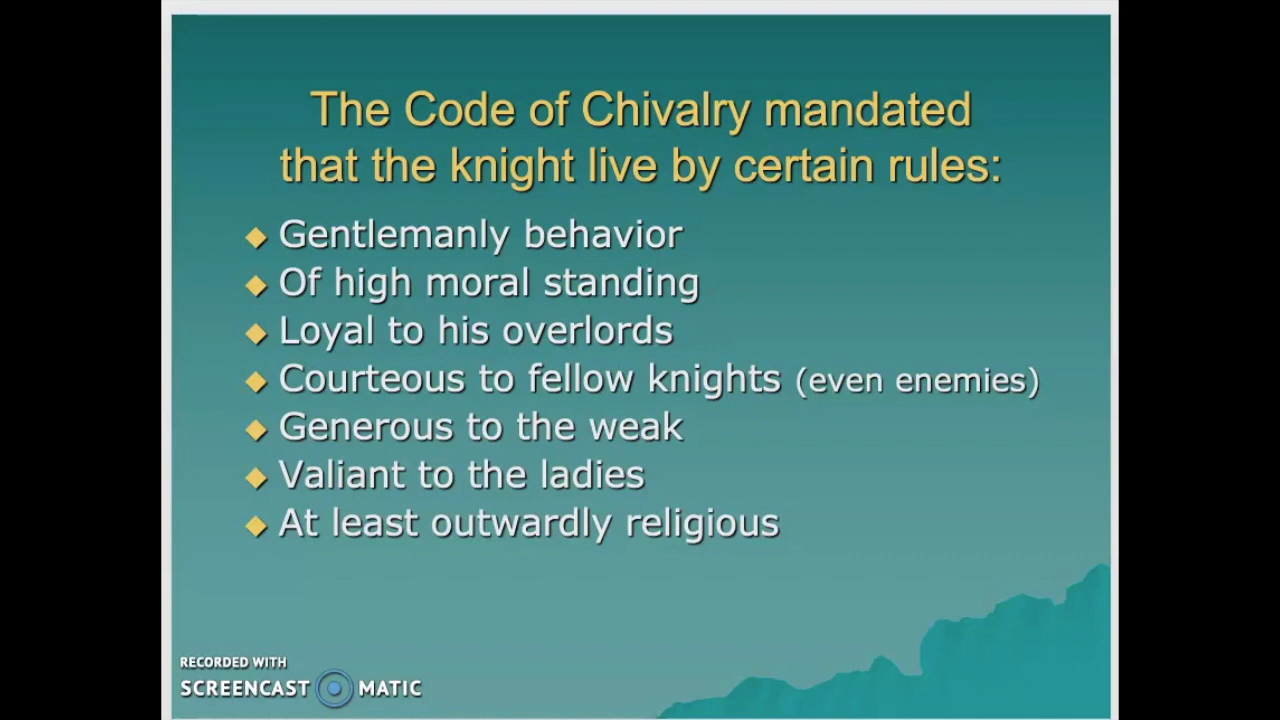 The Code of Chivalry mandated
that the knight live by certain rules:
Gentlemanly behavior
Of high moral standing
Loyal to his overlords
Courteous to fellow knights (even enemies)
Generous to the weak
Valiant to the ladies
At least outwardly religious
RECORDED WITH
SCREENCAST MATIC